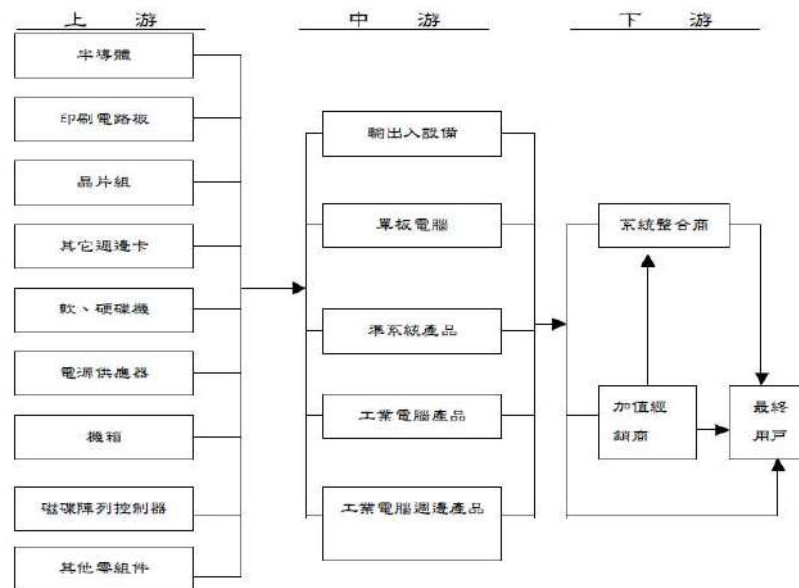 上 游
中 游
下 游
半導體
印刷電路板
晶片組
其它週邊卡
軟、硬碟機
電源供應器
機箱
磁碟陣列控制器
其他零組件
輸出入設備
單板電腦
準系統產品
工業電腦產品
工業電腦週邊產品
系統整合商
加值經
銷商
最終
用戶